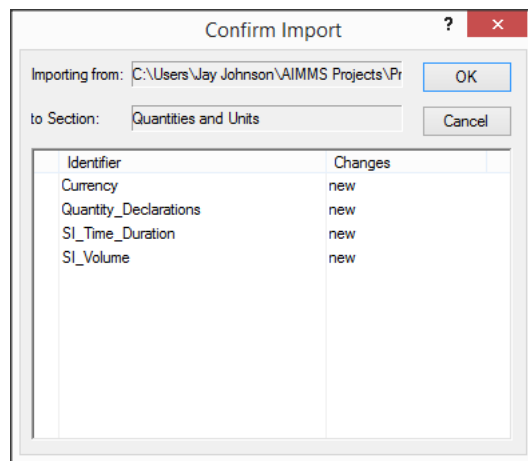 Confirm Import ?
Importing from: C:\Users\Jay Johnson\AIMMS Projects\Pr OK
to Section: Quantities and Units Cancel
Identifier Changes
Currency new
Quantity_Declarations new
SI_Time_Duration new
SI_Volume new